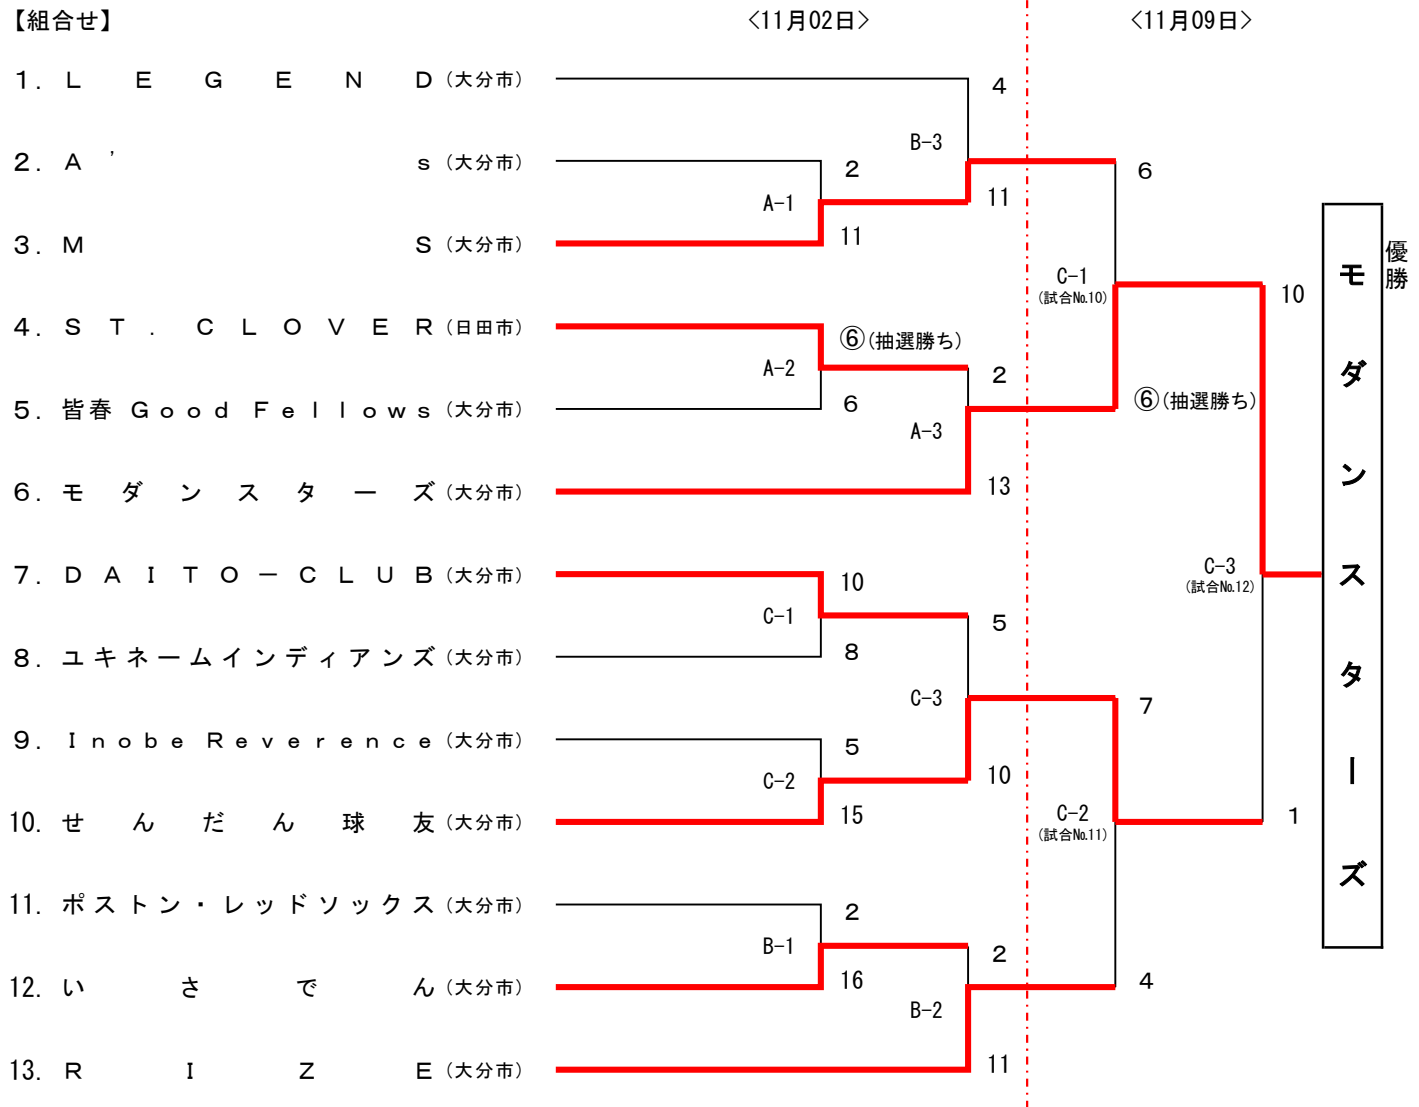 【組合せ】 <11月02日> <11月09日>
1. L E G E N D (大分市) 4
B-3
2. A ' s (大分市) 2 6
A-1 11
3. M S (大分市) 11
C-1
(試合No.10) 10
4. S T . C L O V E R (日田市) ⑥(抽選勝ち)
A-2 2
5. 皆春 Good Fellows (大分市) 6 ⑥(抽選勝ち)
A-3
6. モ ダ ン ス タ ー ズ (大分市) 13
7. D A I T O － C L U B (大分市) 10 C-3
(試合No.12)
C-1 5
8. ユキネームインディアンズ (大分市) 8
C-3 7
9. Inobe Reverence (大分市) 5
C-2 10
10. せ ん だ ん 球 友 (大分市) 15 C-2 1
(試合No.11)
11. ポストン・レッドソックス (大分市) 2
B-1 2
12. い さ で ん (大分市) 16 4
B-2
13. R I Z E (大分市) 11
優勝
モダンスターズ